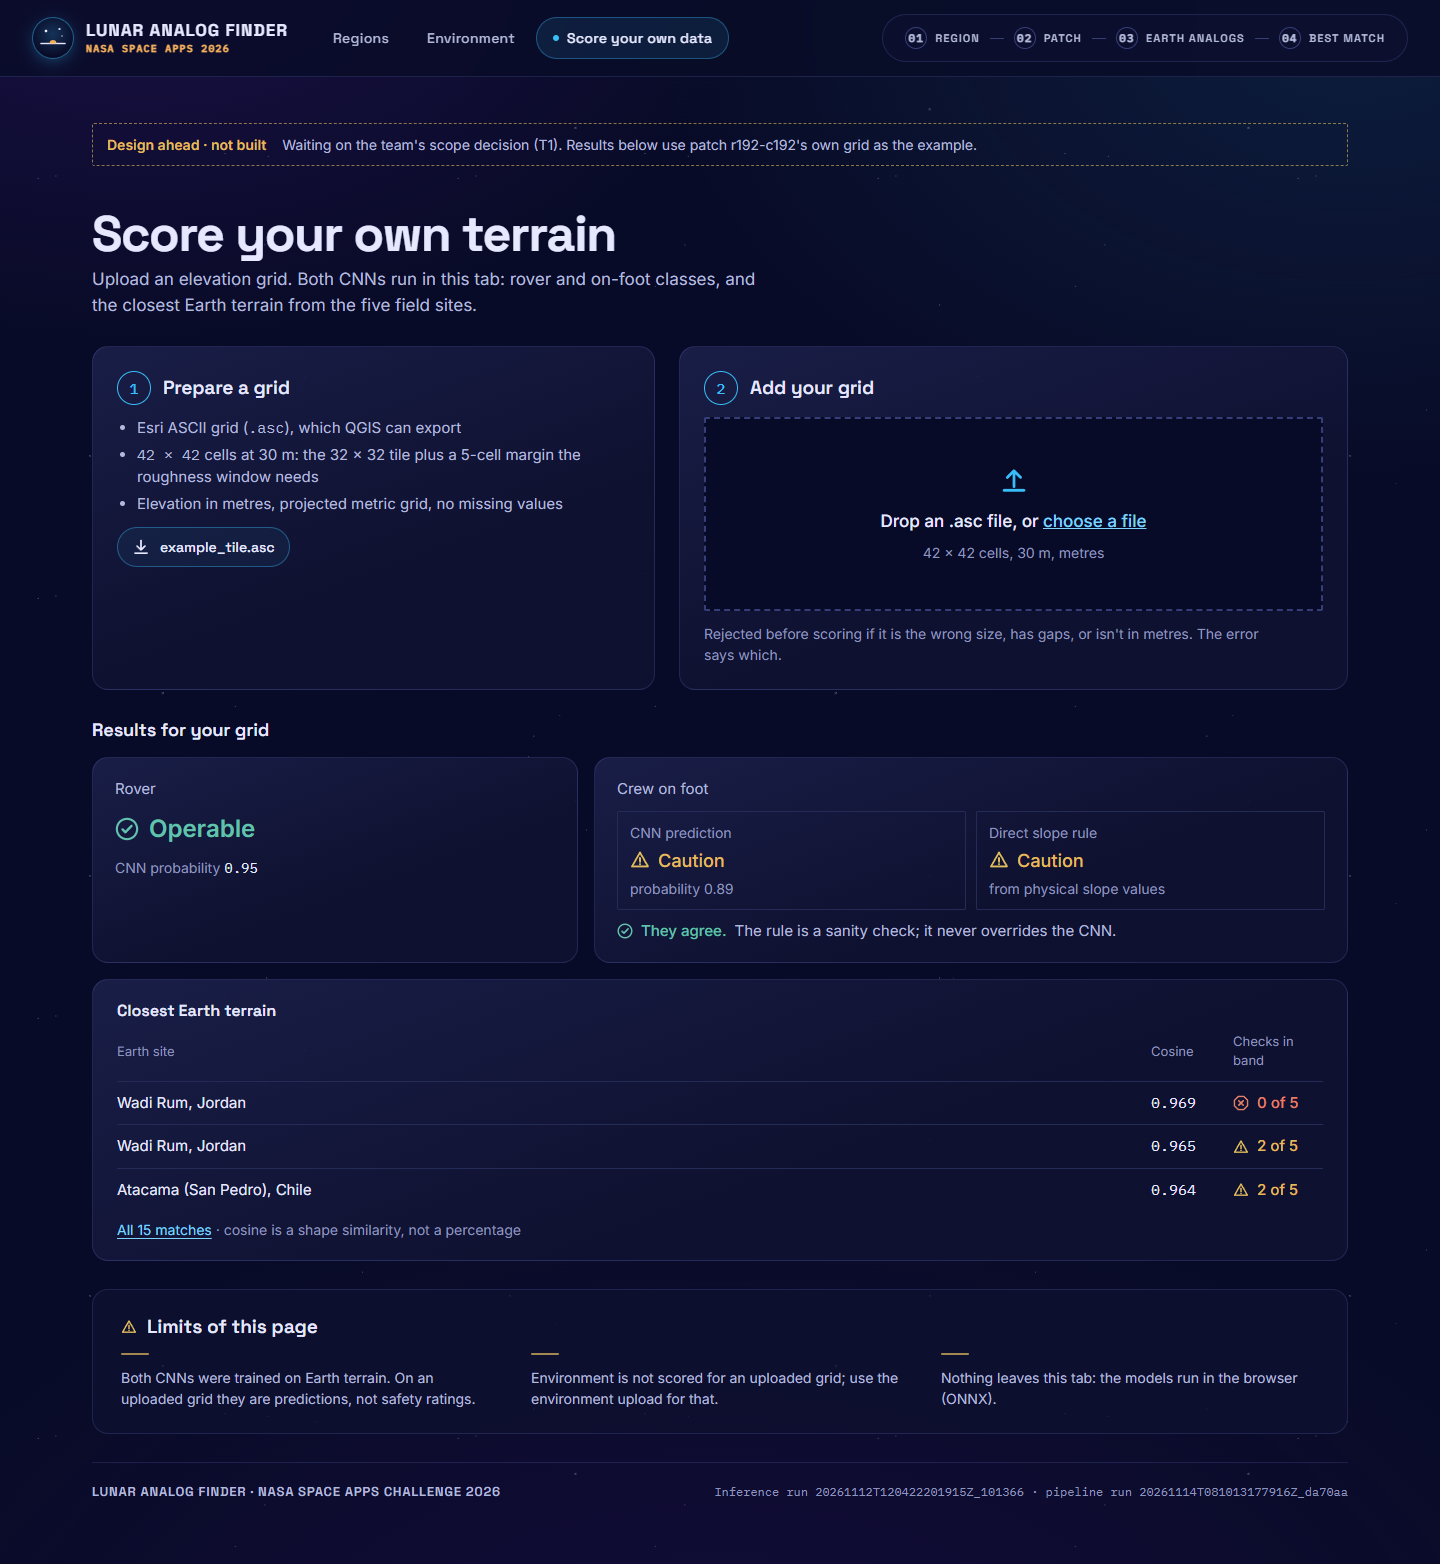 LUNAR ANALOG FINDER
NASA SPACE APPS 2026
Regions
Environment
Score your own data
01 REGION — 02 PATCH — 03 EARTH ANALOGS — 04 BEST MATCH
Design ahead · not built Waiting on the team's scope decision (T1). Results below use patch r192-c192's own grid as the example.
Score your own terrain
Upload an elevation grid. Both CNNs run in this tab: rover and on-foot classes, and
the closest Earth terrain from the five field sites.
1 Prepare a grid
• Esri ASCII grid (.asc), which QGIS can export
• 42 × 42 cells at 30 m: the 32 × 32 tile plus a 5-cell margin the
roughness window needs
• Elevation in metres, projected metric grid, no missing values
example_tile.asc
2 Add your grid
Drop an .asc file, or choose a file
42 × 42 cells, 30 m, metres
Rejected before scoring if it is the wrong size, has gaps, or isn't in metres. The error
says which.
Results for your grid
Rover
Operable
CNN probability 0.95
Crew on foot
CNN prediction
Caution
probability 0.89
Direct slope rule
Caution
from physical slope values
They agree. The rule is a sanity check; it never overrides the CNN.
Closest Earth terrain
Earth site Cosine Checks in
band
Wadi Rum, Jordan 0.969 0 of 5
Wadi Rum, Jordan 0.965 2 of 5
Atacama (San Pedro), Chile 0.964 2 of 5
All 15 matches · cosine is a shape similarity, not a percentage
Limits of this page
Both CNNs were trained on Earth terrain. On an
uploaded grid they are predictions, not safety ratings.
Environment is not scored for an uploaded grid; use the
environment upload for that.
Nothing leaves this tab: the models run in the browser
(ONNX).
LUNAR ANALOG FINDER · NASA SPACE APPS CHALLENGE 2026
Inference run 20261112T120422201915Z_101366 · pipeline run 20261114T081013177916Z_da70aa